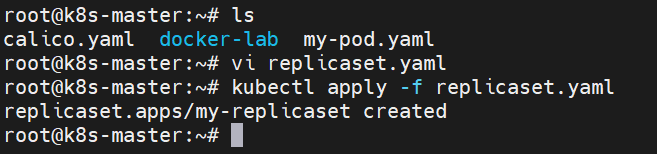 root@k8s-master:~# ls
calico.yaml  docker-lab  my-pod.yaml
root@k8s-master:~# vi replicaset.yaml
root@k8s-master:~# kubectl apply -f replicaset.yaml
replicaset.apps/my-replicaset created
root@k8s-master:~#